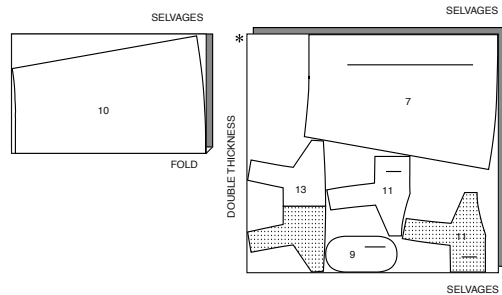 SELVAGES
10
FOLD
SELVAGES
*
DOUBLE THICKNESS
7
13
11
11
9
SELVAGES